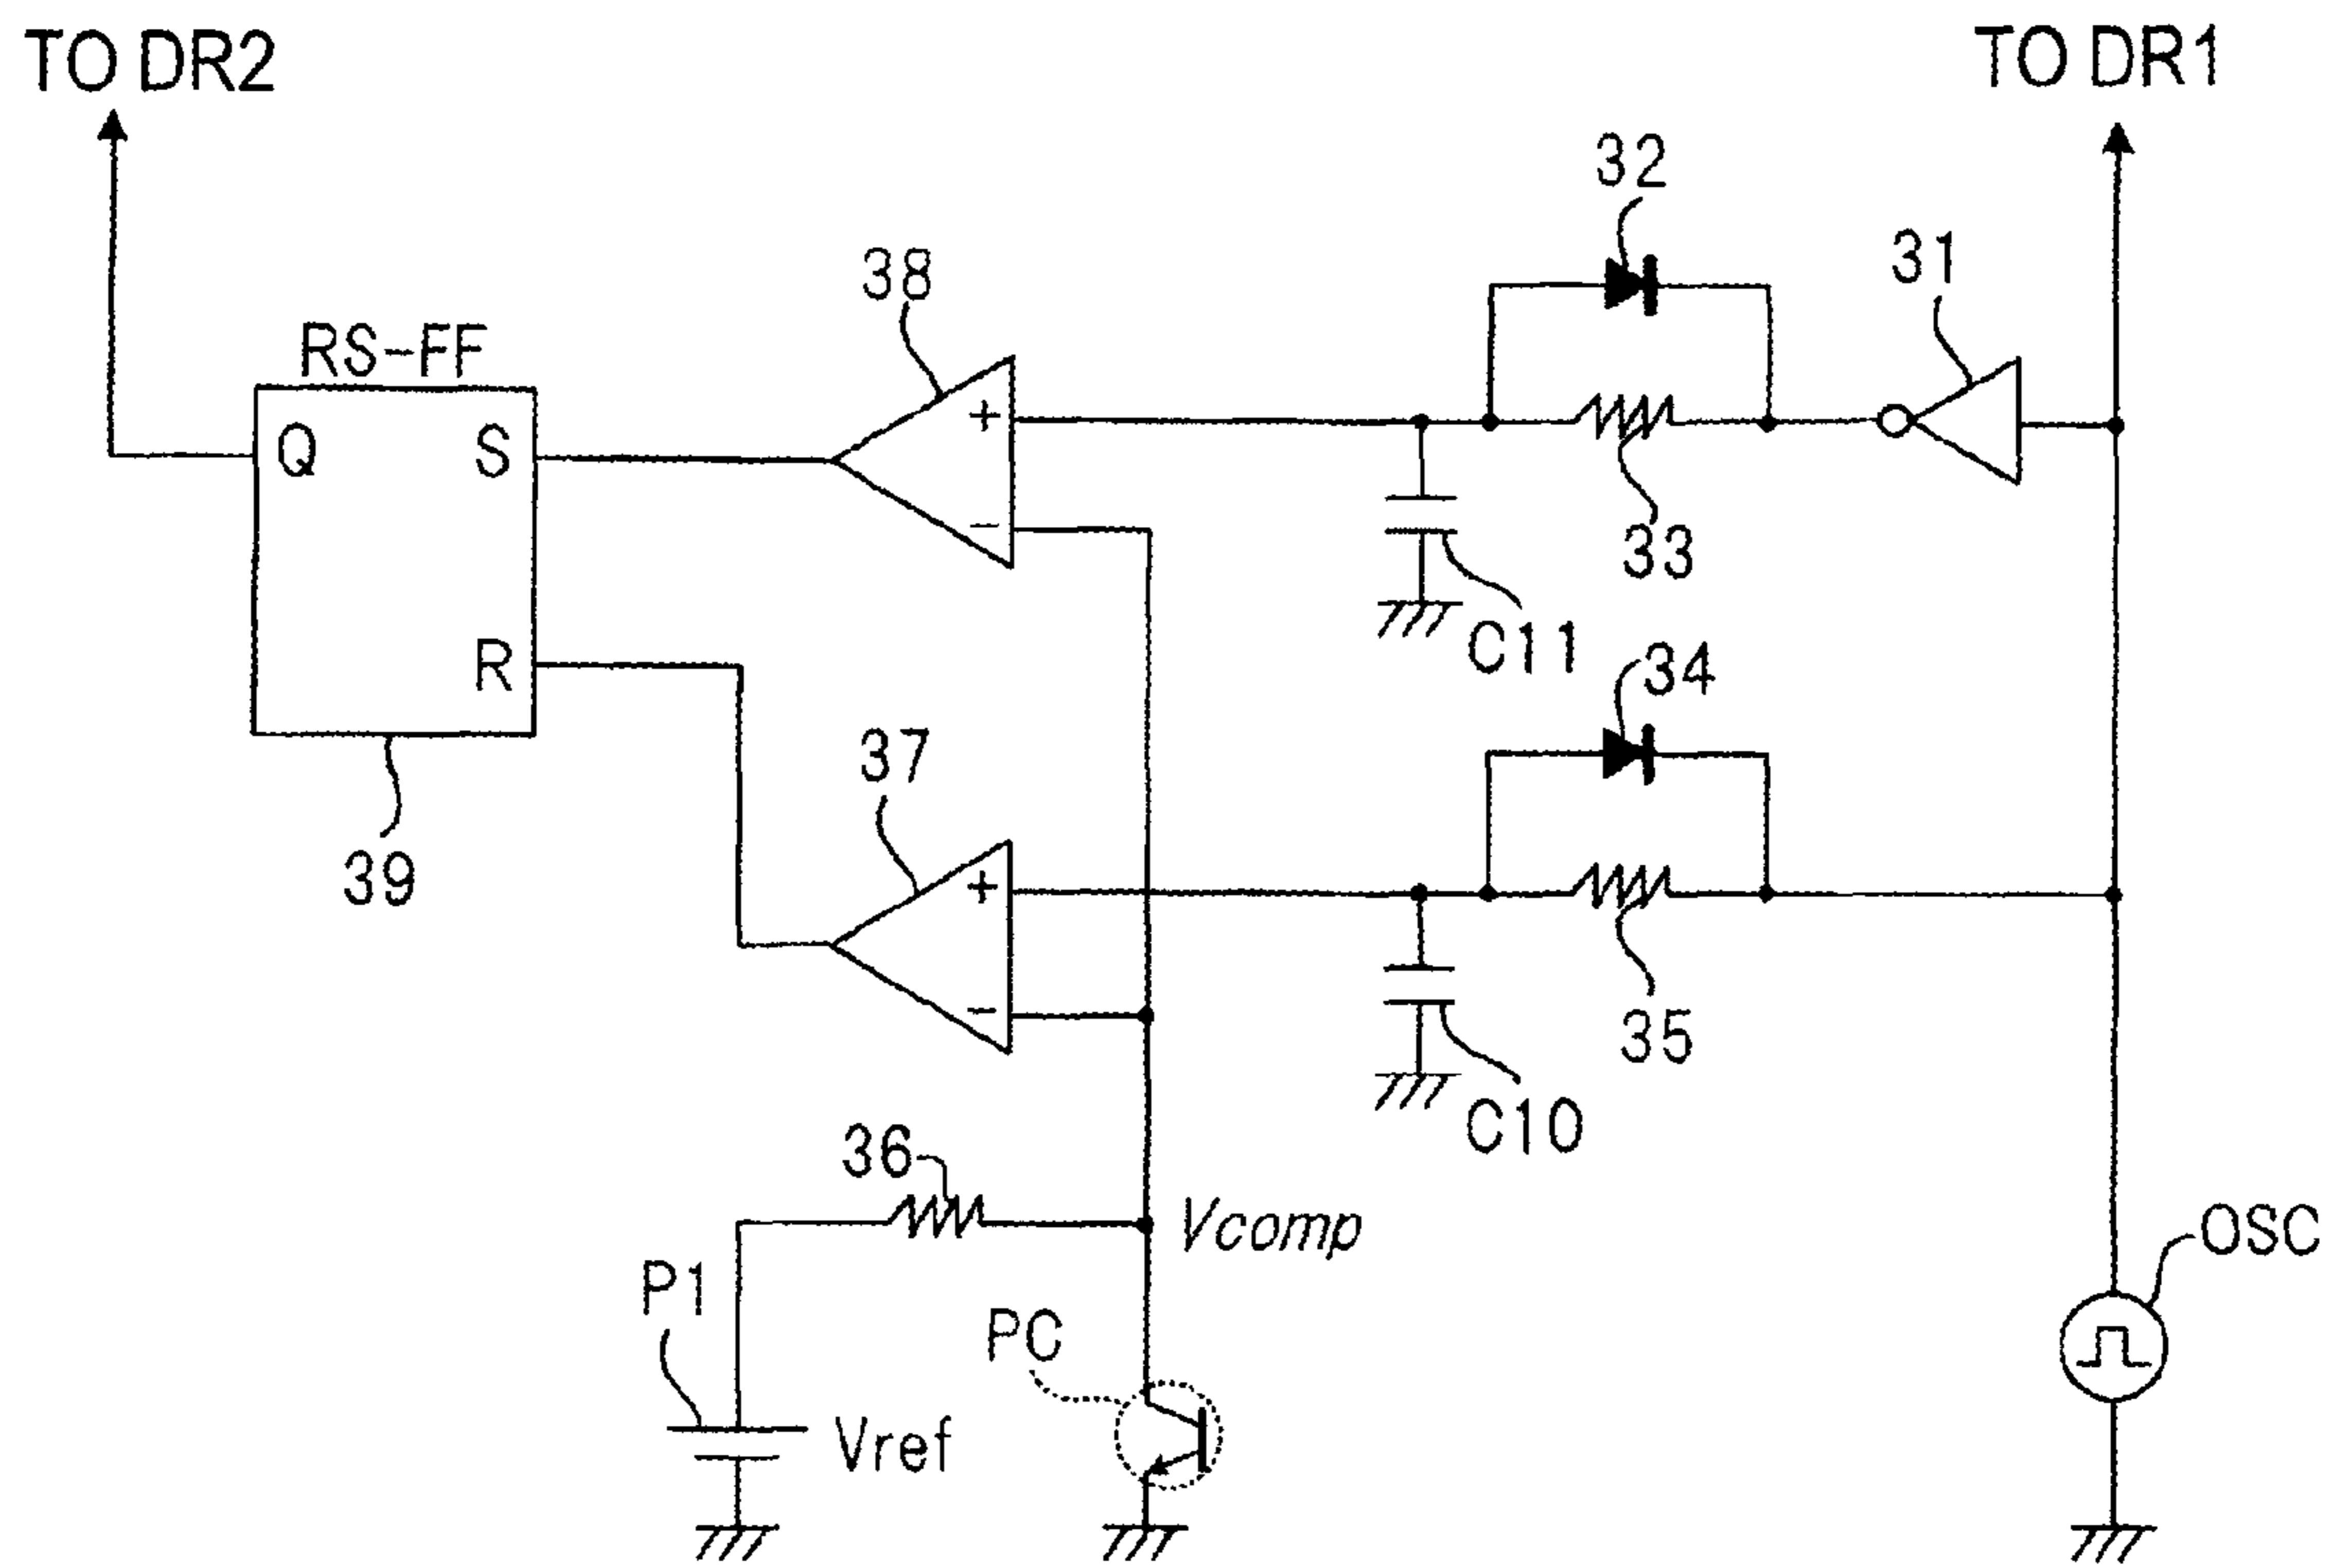 TO DR2
TO DR1
32
31
38
RS-FF
+
Q
S
−
33
C11
34
R
37
39
+
−
35
C10
36
Vcomp
OSC
P1
PC
Vref